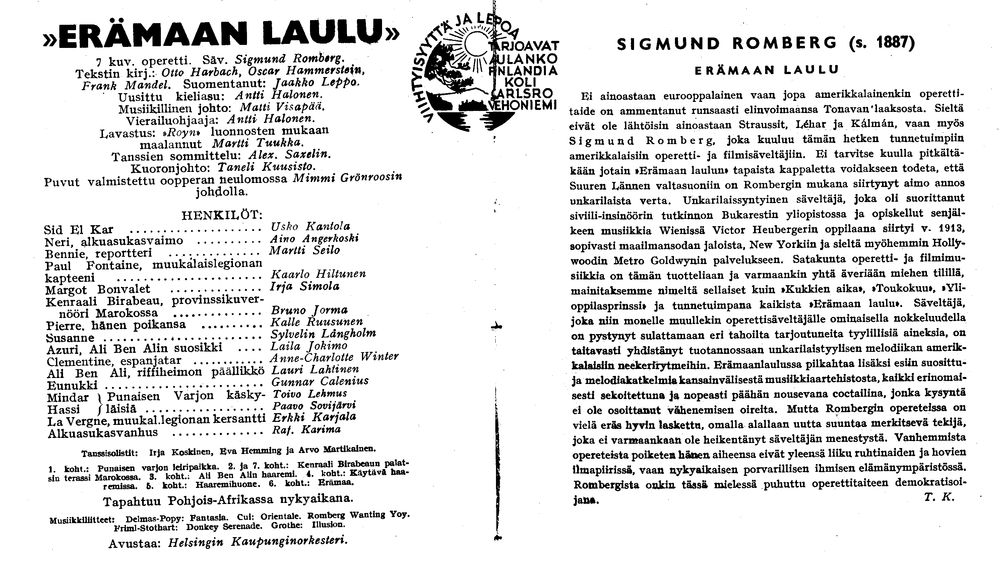 »ERÄMAAN LAULU»
7 kuv. operetti. Säv. Sigmund Romberg.
Tekstin kirj.: Otto Harbach, Oscar Hammerstein,
Frank Mandel. Suomentanut: Jaakko Leppo.
Uusittu kieliasu: Antti Halonen.
Musiikillinen johto: Matti Visapää.
Vierailuohjaaja: Antti Halonen.
Lavastus: »Royn» luonnosten mukaan
maalannut Martti Tuukka.
Tanssien sommittelu: Alex. Saxelin.
Kuoronjohto: Taneli Kuusisto.
Puvut valmistettu oopperan neulomossa Mimmi Grönroosin
johdolla.
HENKILÖT:
Sid El Kar .................. Usko Kantola
Neri, alkuasukasvaimo .......... Aino Angerkoski
Bennie, reportteri ............. Martti Seilo
Paul Fontaine, muukalaislegionan
kapteeni ..................... Kaarlo Hiltunen
Margot Bonvalet ............. Irja Simola
Kenraali Birabeau, provinssikuver-
nööri Marokossa ............. Bruno Jorma
Pierre, hänen poikansa .......... Kalle Ruusunen
Susanne ...................... Sylvelin Långholm
Azuri, Ali Ben Alin suosikki .... Laila Jokimo
Clementine, espanjatar .......... Anne-Charlotte Winter
Ali Ben Ali, riffiheimon päällikkö Lauri Lahtinen
Eunukki ...................... Gunnar Calenius
Mindar } Punaisen Varjon käsky- Toivo Lehmus
Hassi } läisiä ................. Paavo Sovijärvi
La Vergne, muukal.legionan kersantti Erkki Karjala
Alkuasukasvanhus .............. Raf. Karima
Tanssisolistit: Irja Koskinen, Eva Hemming ja Arvo Martikainen.
1. koht.: Punaisen varjon leiripaikka. 2. ja 7. koht.: Kenraali Birabeaun palat-
sin terassi Marokossa. 3. koht.: Ali Ben Alin haaremi. 4. koht.: Käytävä haa-
remissa. 5. koht.: Haaremihuone. 6. koht.: Erämaa.
Tapahtuu Pohjois-Afrikassa nykyaikana.
Musiikkiliitteet: Delmas-Popy: Fantasia. Cui: Orientale. Romberg Wanting Yoy.
Friml-Stothart: Donkey Serenade. Grothe: Illusion.
Avustaa: Helsingin Kaupunginorkesteri.
VIIHTYISYYTTÄ JA LEPOA
TARJOAVAT
AULANKO
FINLANDIA
KOLI
KARLSRO
VEHONIEMI
SIGMUND ROMBERG (s. 1887)
ERÄMAAN LAULU
Ei ainoastaan eurooppalainen vaan jopa amerikkalainenkin operetti-
taide on ammentanut runsaasti elinvoimaansa Tonavan laaksosta. Sieltä
eivät ole lähtöisin ainoastaan Straussit, Léhar ja Kálmán, vaan myös
Sigmund Romberg, joka kuuluu tämän hetken tunnetuimpiin
amerikkalaisiin operetti- ja filmisäveltäjiin. Ei tarvitse kuulla pitkältä-
kään jotain »Erämaan laulun» tapaista kappaletta voidakseen todeta, että
Suuren Lännen valtasuoniin on Rombergin mukana siirtynyt aimo annos
unkarilaista verta. Unkarilaissyntyinen säveltäjä, joka oli suorittanut
siviili-insinöörin tutkinnon Bukarestin yliopistossa ja opiskellut senjäl-
keen musiikkia Wienissä Victor Heubergerin oppilaana siirtyi v. 1913,
sopivasti maailmansodan jaloista, New Yorkiin ja sieltä myöhemmin Holly-
woodin Metro Goldwynin palvelukseen. Satakunta operetti- ja filmimu-
siikkia on tämän tuotteliaan ja varmaankin yhtä äveriään miehen tilillä,
mainitaksemme nimeltä sellaiset kuin »Kukkien aika», »Toukokuu», »Yli-
oppilasprinssi» ja tunnetuimpana kaikista »Erämaan laulu». Säveltäjä,
joka niin monelle muullekin operettisäveltäjälle ominaisella nokkeluudella
on pystynyt sulattamaan eri tahoilta tarjontuneita tyylillisiä aineksia, on
taitavasti yhdistänyt tuotannossaan unkarilaistyylisen melodiikan amerik-
kalaisiin neekerirytmeihin. Erämaanlaulussa pilkahtaa lisäksi esiin suosittu-
ja melodiakatkelmia kansainvälisestä musiikkiaartehistosta, kaikki erinomai-
sesti sekoitettuna ja nopeasti päähän nousevana coctailina, jonka kysyntä
ei ole osoittanut vähenemisen oireita. Mutta Rombergin opereteissa on
vielä eräs hyvin laskettu, omalla alallaan uutta suuntaa merkitsevä tekijä,
joka ei varmaankaan ole heikentänyt säveltäjän menestystä. Vanhemmista
opereteista poiketen hänen aiheensa eivät yleensä liiku ruhtinaiden ja hovien
ilmapiirissä, vaan nykyaikaisen porvarillisen ihmisen elämänympäristössä.
Rombergista onkin tässä mielessä puhuttu operettitaiteen demokratisoi-
jana. T. K.